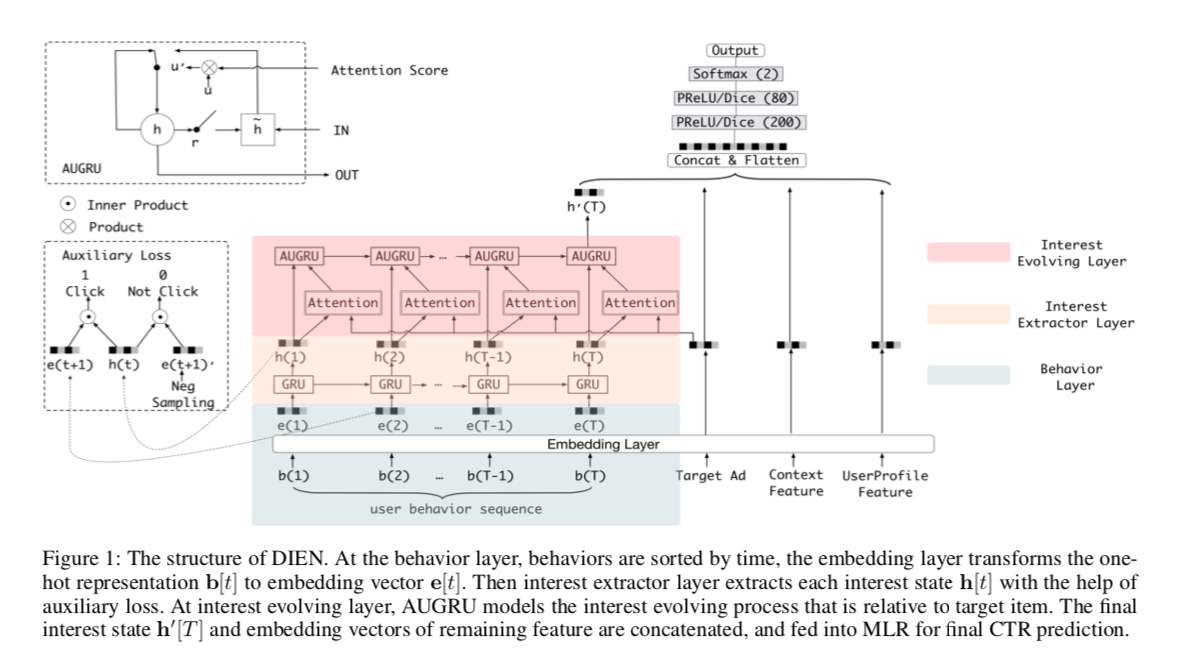 Output
Softmax (2)
PReLU/Dice (80)
PReLU/Dice (200)
Concat & Flatten
h'(T)
u'
u
Attention Score
h
r
h̃
IN
AUGRU
OUT
Inner Product
Product
Auxiliary Loss
1 0
Click Not Click
e(t+1) h(t) e(t+1)'
Neg
Sampling
AUGRU AUGRU ... AUGRU AUGRU
Attention Attention Attention Attention
h(1) h(2) h(T-1) h(T)
GRU GRU ... GRU GRU
e(1) e(2) ... e(T-1) e(T)
Embedding Layer
b(1) b(2) ... b(T-1) b(T)
user behavior sequence
Target Ad
Context
Feature
UserProfile
Feature
Interest
Evolving Layer
Interest
Extractor Layer
Behavior
Layer
Figure 1: The structure of DIEN. At the behavior layer, behaviors are sorted by time, the embedding layer transforms the one-
hot representation b[t] to embedding vector e[t]. Then interest extractor layer extracts each interest state h[t] with the help of
auxiliary loss. At interest evolving layer, AUGRU models the interest evolving process that is relative to target item. The final
interest state h′[T] and embedding vectors of remaining feature are concatenated, and fed into MLR for final CTR prediction.